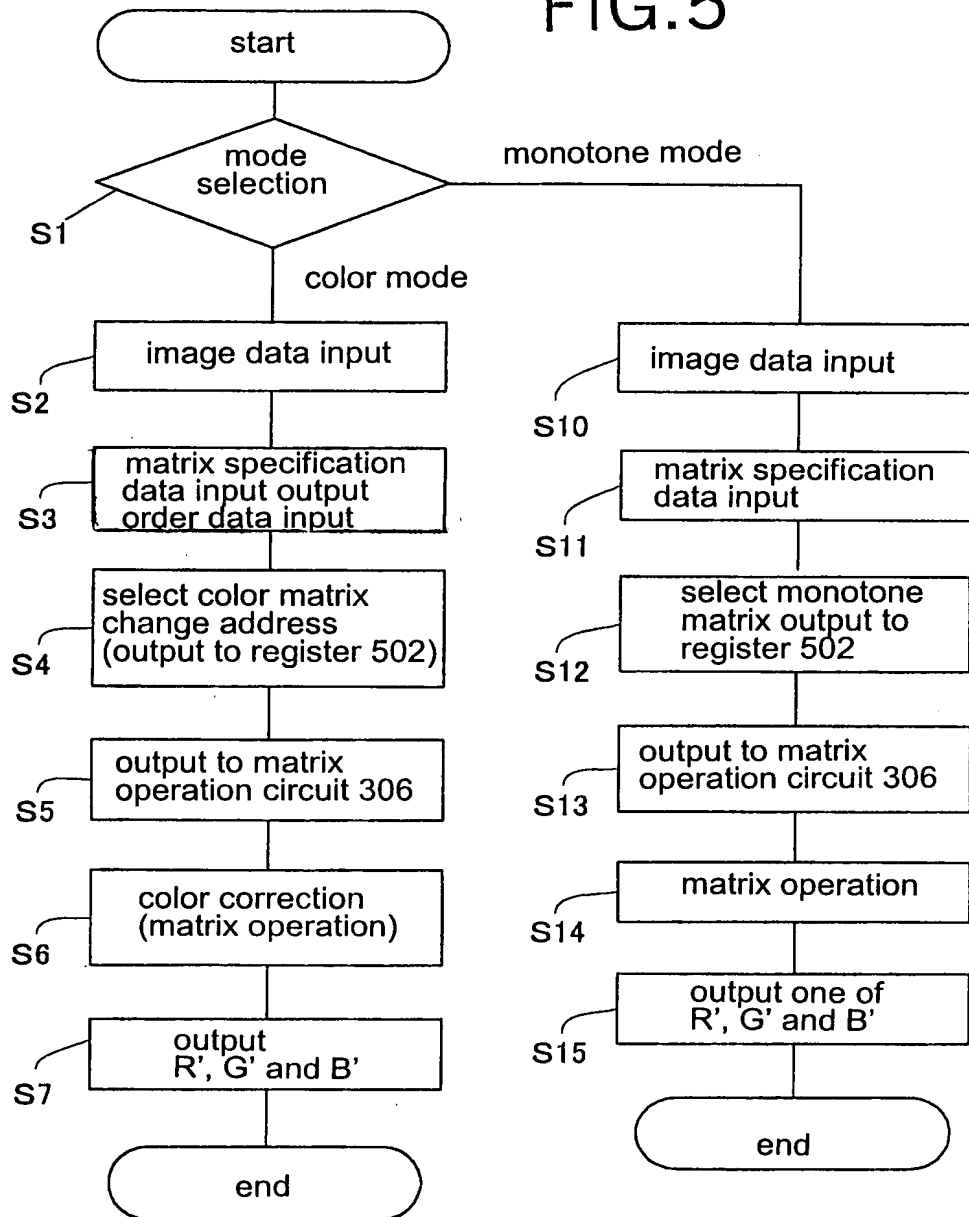 FIG.5
start
mode
selection
S1
monotone mode
color mode
image data input
S2
matrix specification
data input output
order data input
S3
select color matrix
change address
(output to register 502)
S4
output to matrix
operation circuit 306
S5
color correction
(matrix operation)
S6
output
R', G' and B'
S7
end
image data input
S10
matrix specification
data input
S11
select monotone
matrix output to
register 502
S12
output to matrix
operation circuit 306
S13
matrix operation
S14
output one of
R', G' and B'
S15
end